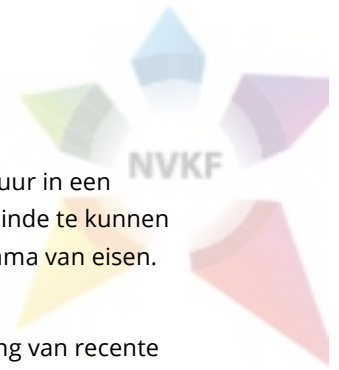 NVKF
uur in een
inde te kunnen
ma van eisen.
ng van recente